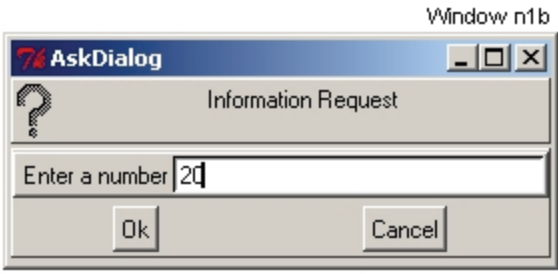 Window n1b
AskDialog
Information Request
Enter a number 20
Ok Cancel